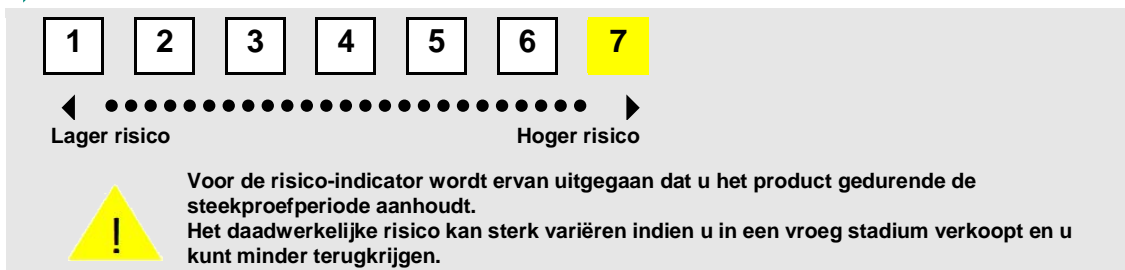 1 2 3 4 5 6 7
Lager risico Hoger risico
!
Voor de risico-indicator wordt ervan uitgegaan dat u het product gedurende de
steekproefperiode aanhoudt.
Het daadwerkelijke risico kan sterk variëren indien u in een vroeg stadium verkoopt en u
kunt minder terugkrijgen.